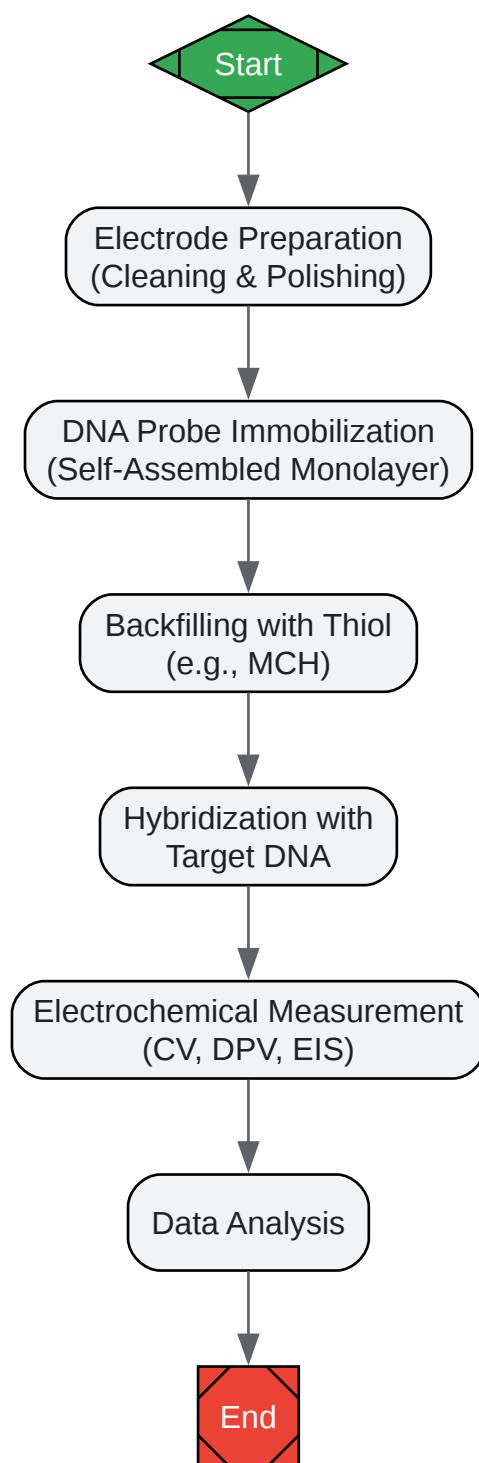 Start
Electrode Preparation
(Cleaning & Polishing)
DNA Probe Immobilization
(Self-Assembled Monolayer)
Backfilling with Thiol
(e.g., MCH)
Hybridization with
Target DNA
Electrochemical Measurement
(CV, DPV, EIS)
Data Analysis
End